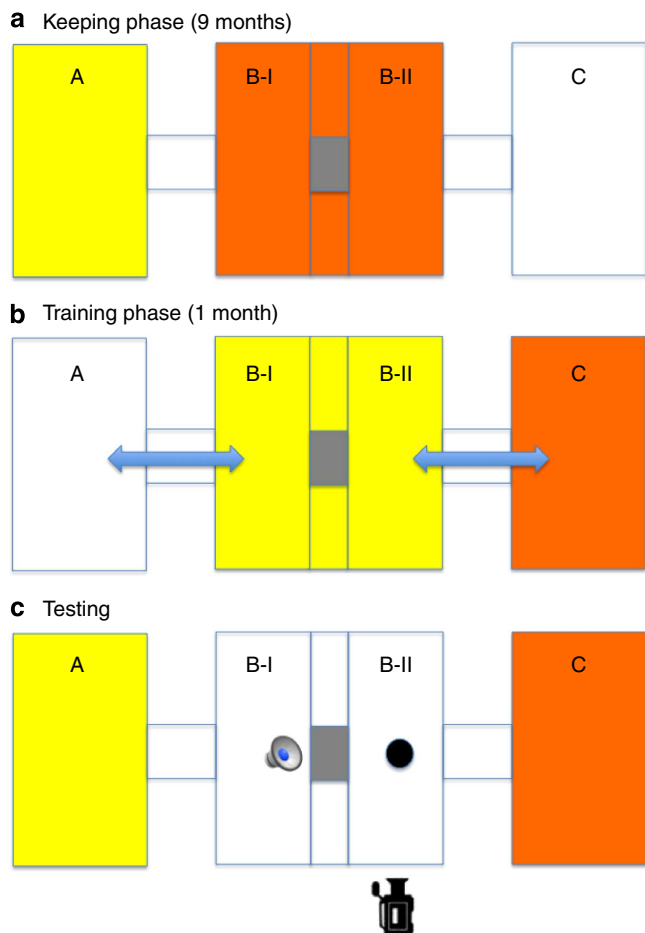 a Keeping phase (9 months)
A B-I B-II C
b Training phase (1 month)
A B-I B-II C
c Testing
A B-I B-II C